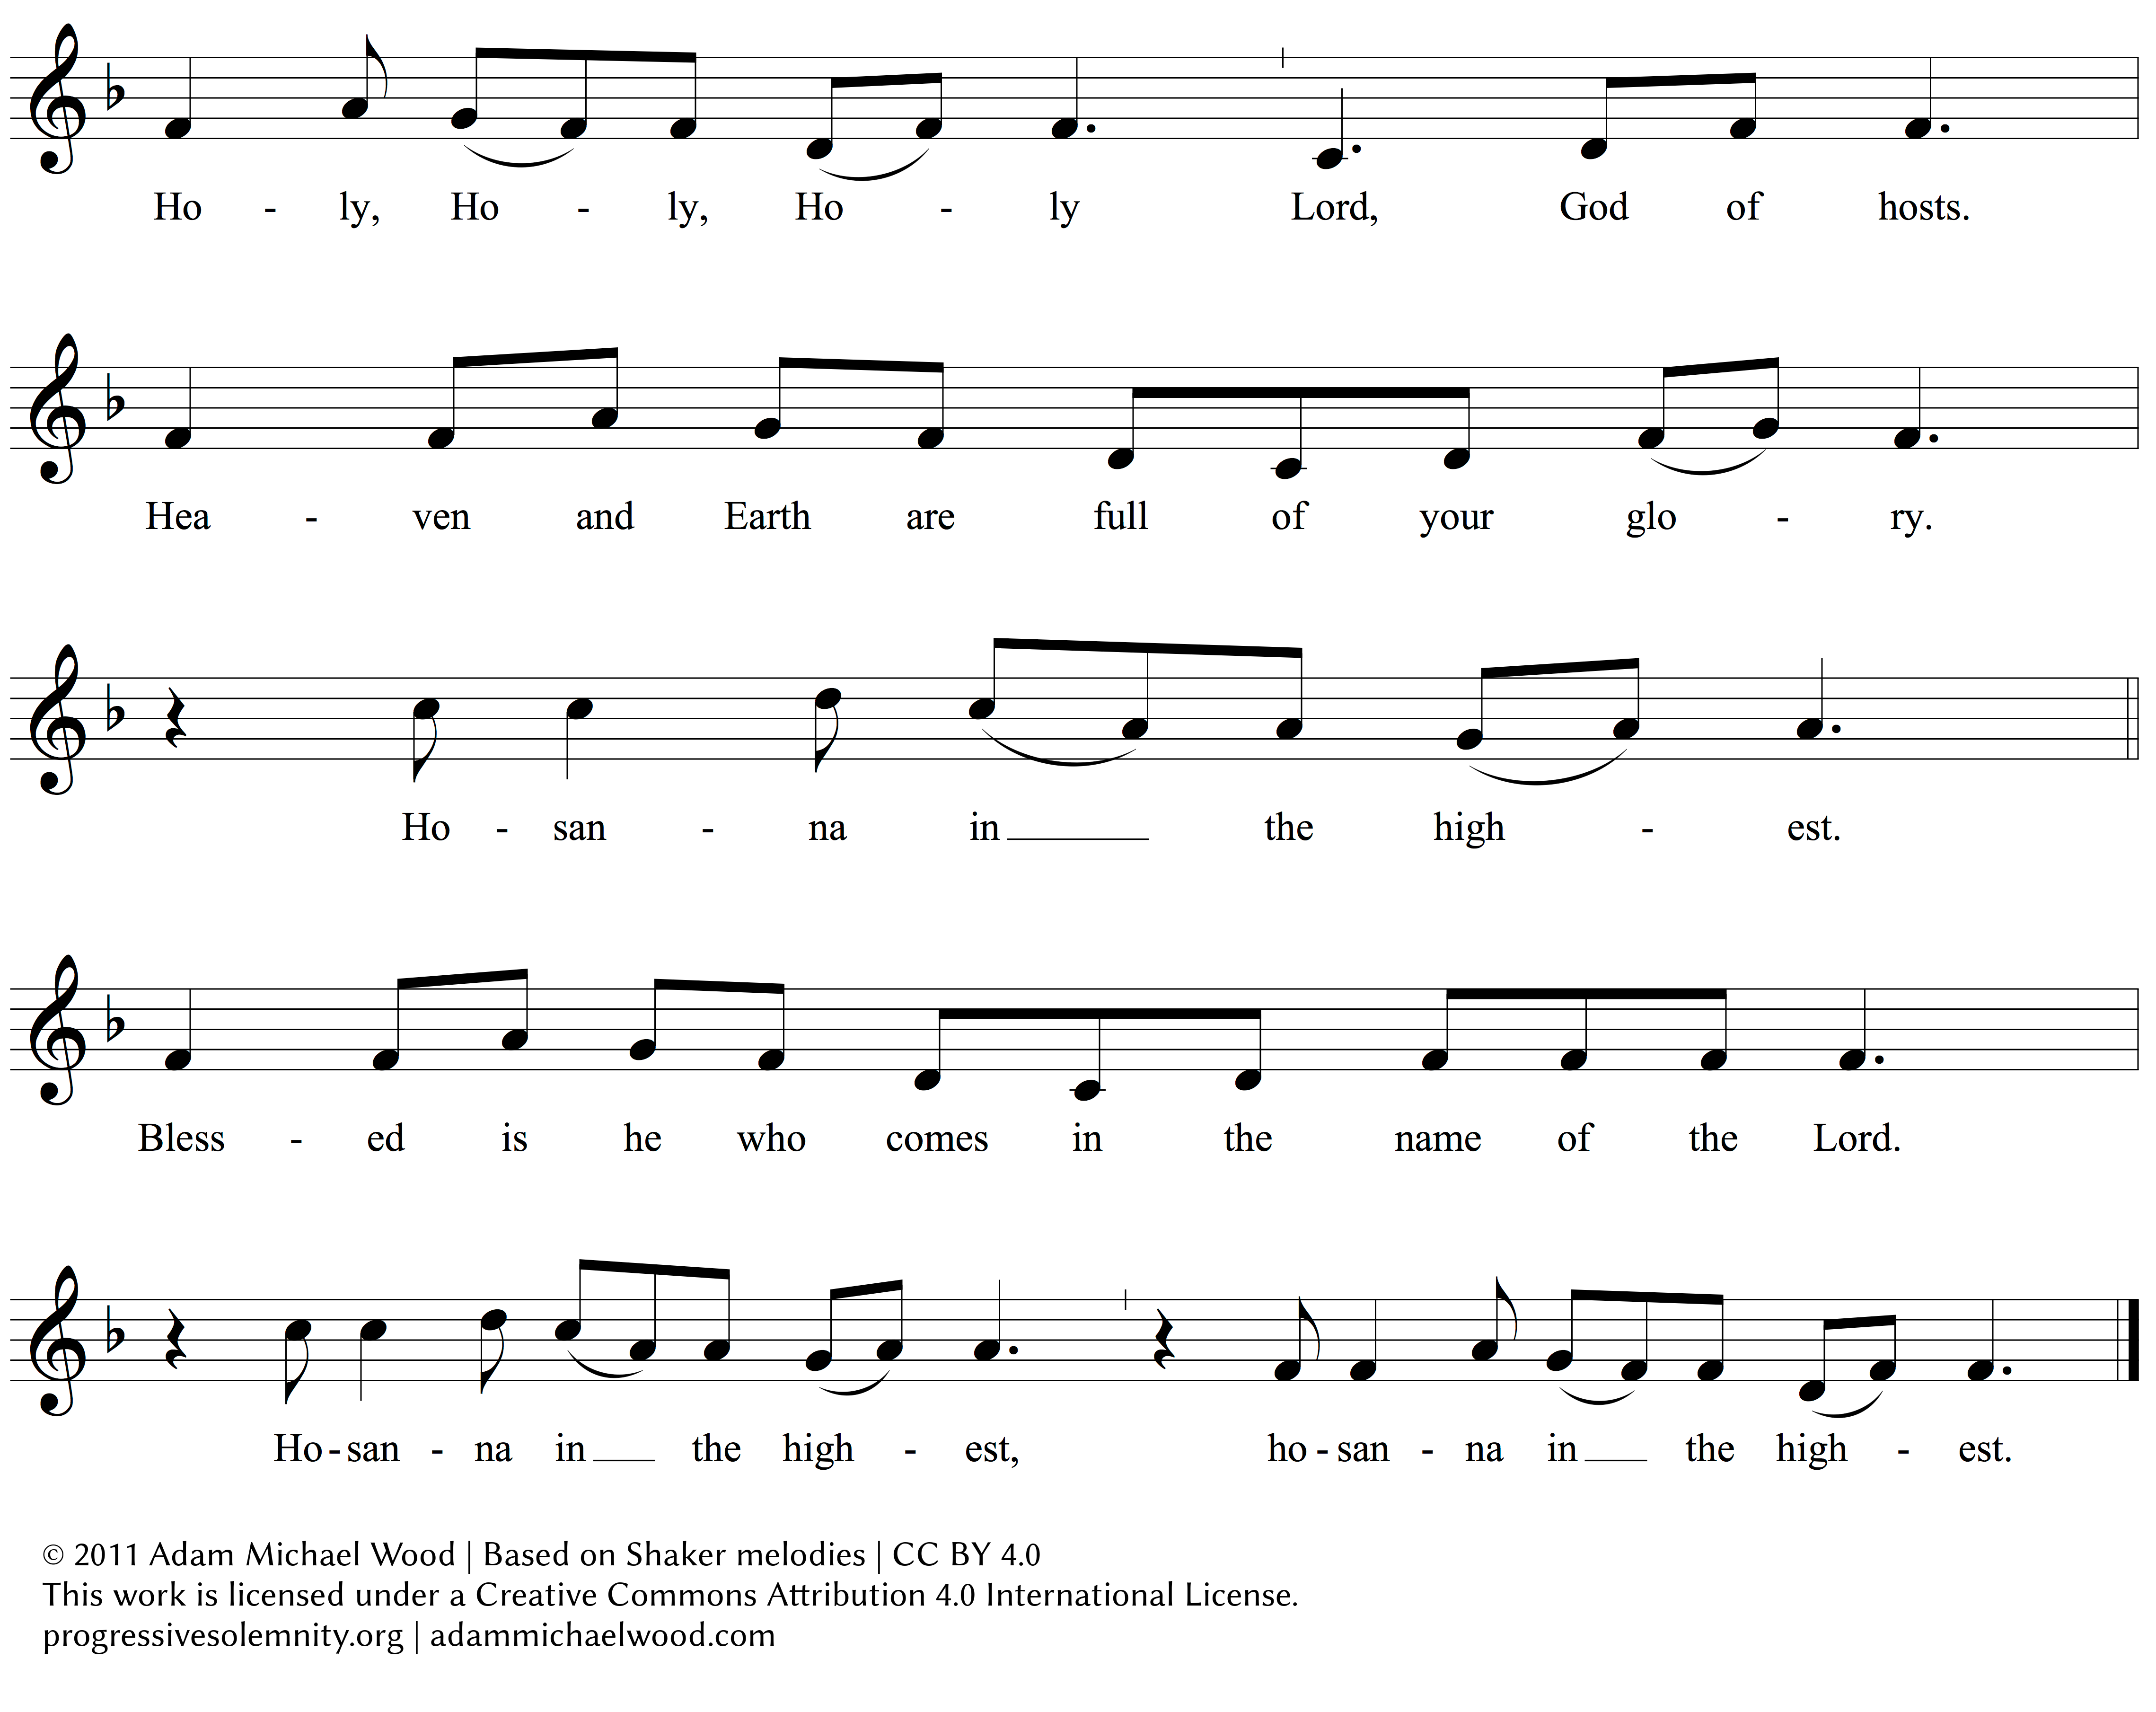 Ho - ly, Ho - ly, Ho - ly Lord, God of hosts.
Hea - ven and Earth are full of your glo - ry.
Ho - san - na in the high - est.
Bless - ed is he who comes in the name of the Lord.
Ho - san - na in the high - est, ho - san - na in the high - est.
© 2011 Adam Michael Wood | Based on Shaker melodies | CC BY 4.0
This work is licensed under a Creative Commons Attribution 4.0 International License.
progressivesolemnity.org | adammichaelwood.com